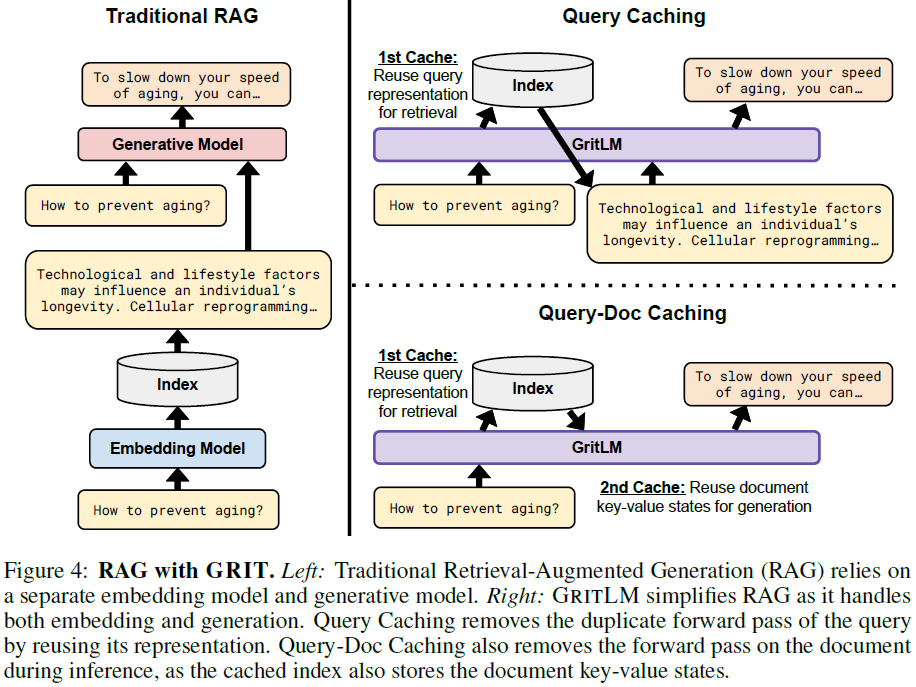 Traditional RAG
To slow down your speed
of aging, you can…
Generative Model
How to prevent aging?
Technological and lifestyle factors
may influence an individual's
longevity. Cellular reprogramming…
Index
Embedding Model
How to prevent aging?
Query Caching
1st Cache:
Reuse query
representation
for retrieval
Index
To slow down your speed
of aging, you can…
GritLM
How to prevent aging?
Technological and lifestyle factors
may influence an individual's
longevity. Cellular reprogramming…
Query-Doc Caching
1st Cache:
Reuse query
representation
for retrieval
Index
To slow down your speed
of aging, you can…
GritLM
How to prevent aging?
2nd Cache: Reuse document
key-value states for generation
Figure 4: RAG with GRIT. Left: Traditional Retrieval-Augmented Generation (RAG) relies on
a separate embedding model and generative model. Right: GRITLM simplifies RAG as it handles
both embedding and generation. Query Caching removes the duplicate forward pass of the query
by reusing its representation. Query-Doc Caching also removes the forward pass on the document
during inference, as the cached index also stores the document key-value states.